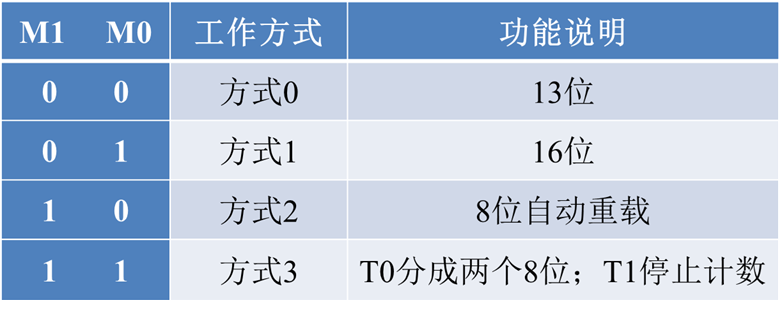 M1 M0 工作方式 功能说明
0 0 方式0 13位
0 1 方式1 16位
1 0 方式2 8位自动重载
1 1 方式3 T0分成两个8位；T1停止计数